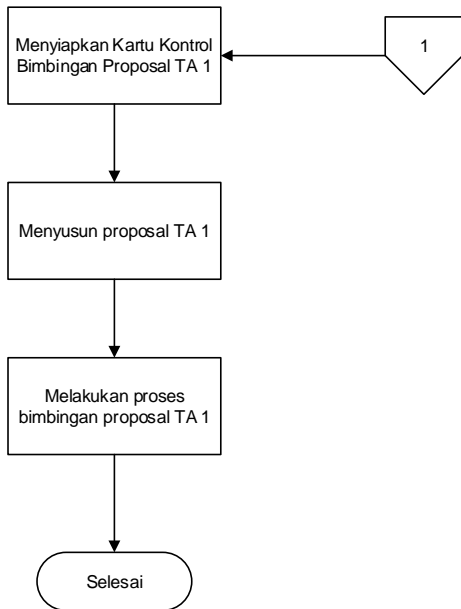 Menyiapkan Kartu Kontrol
Bimbingan Proposal TA 1
1
Menyusun proposal TA 1
Melakukan proses
bimbingan proposal TA 1
Selesai